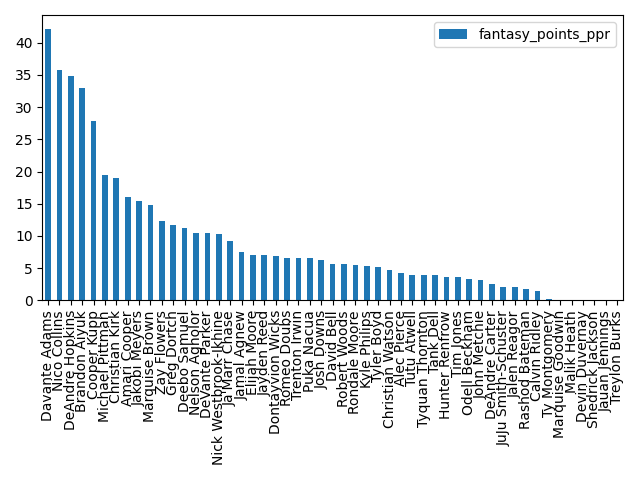 fantasy_points_ppr
40
35
30
25
20
15
10
5
0
Davante Adams
Nico Collins
DeAndre Hopkins
Brandon Aiyuk
Cooper Kupp
Michael Pittman
Christian Kirk
Amari Cooper
Jakobi Meyers
Marquise Brown
Zay Flowers
Greg Dortch
Deebo Samuel
Nelson Agholor
DeVante Parker
Nick Westbrook-Ikhine
Ja'Marr Chase
Jamal Agnew
Elijah Moore
Jayden Reed
Dontayvion Wicks
Romeo Doubs
Trenton Irwin
Puka Nacua
Josh Downs
David Bell
Robert Woods
Rondale Moore
Kyle Philips
Tyler Boyd
Christian Watson
Alec Pierce
Tutu Atwell
Tyquan Thornton
Tank Dell
Hunter Renfrow
Tim Jones
Odell Beckham
John Metchie
DeAndre Carter
JuJu Smith-Schuster
Jalen Reagor
Rashod Bateman
Calvin Ridley
Ty Montgomery
Marquise Goodwin
Malik Heath
Devin Duvernay
Shedrick Jackson
Jauan Jennings
Treylon Burks